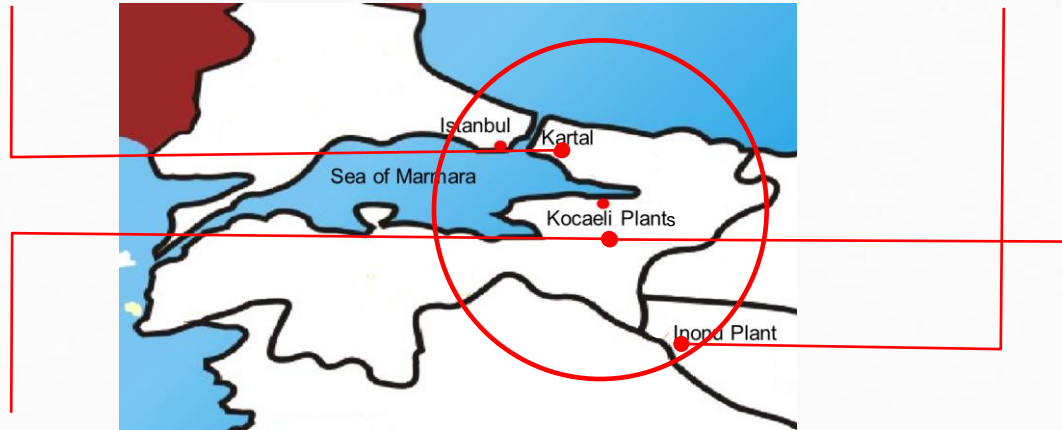 Istanbul
Kartal
Sea of Marmara
Kocaeli Plants
Inonu Plant